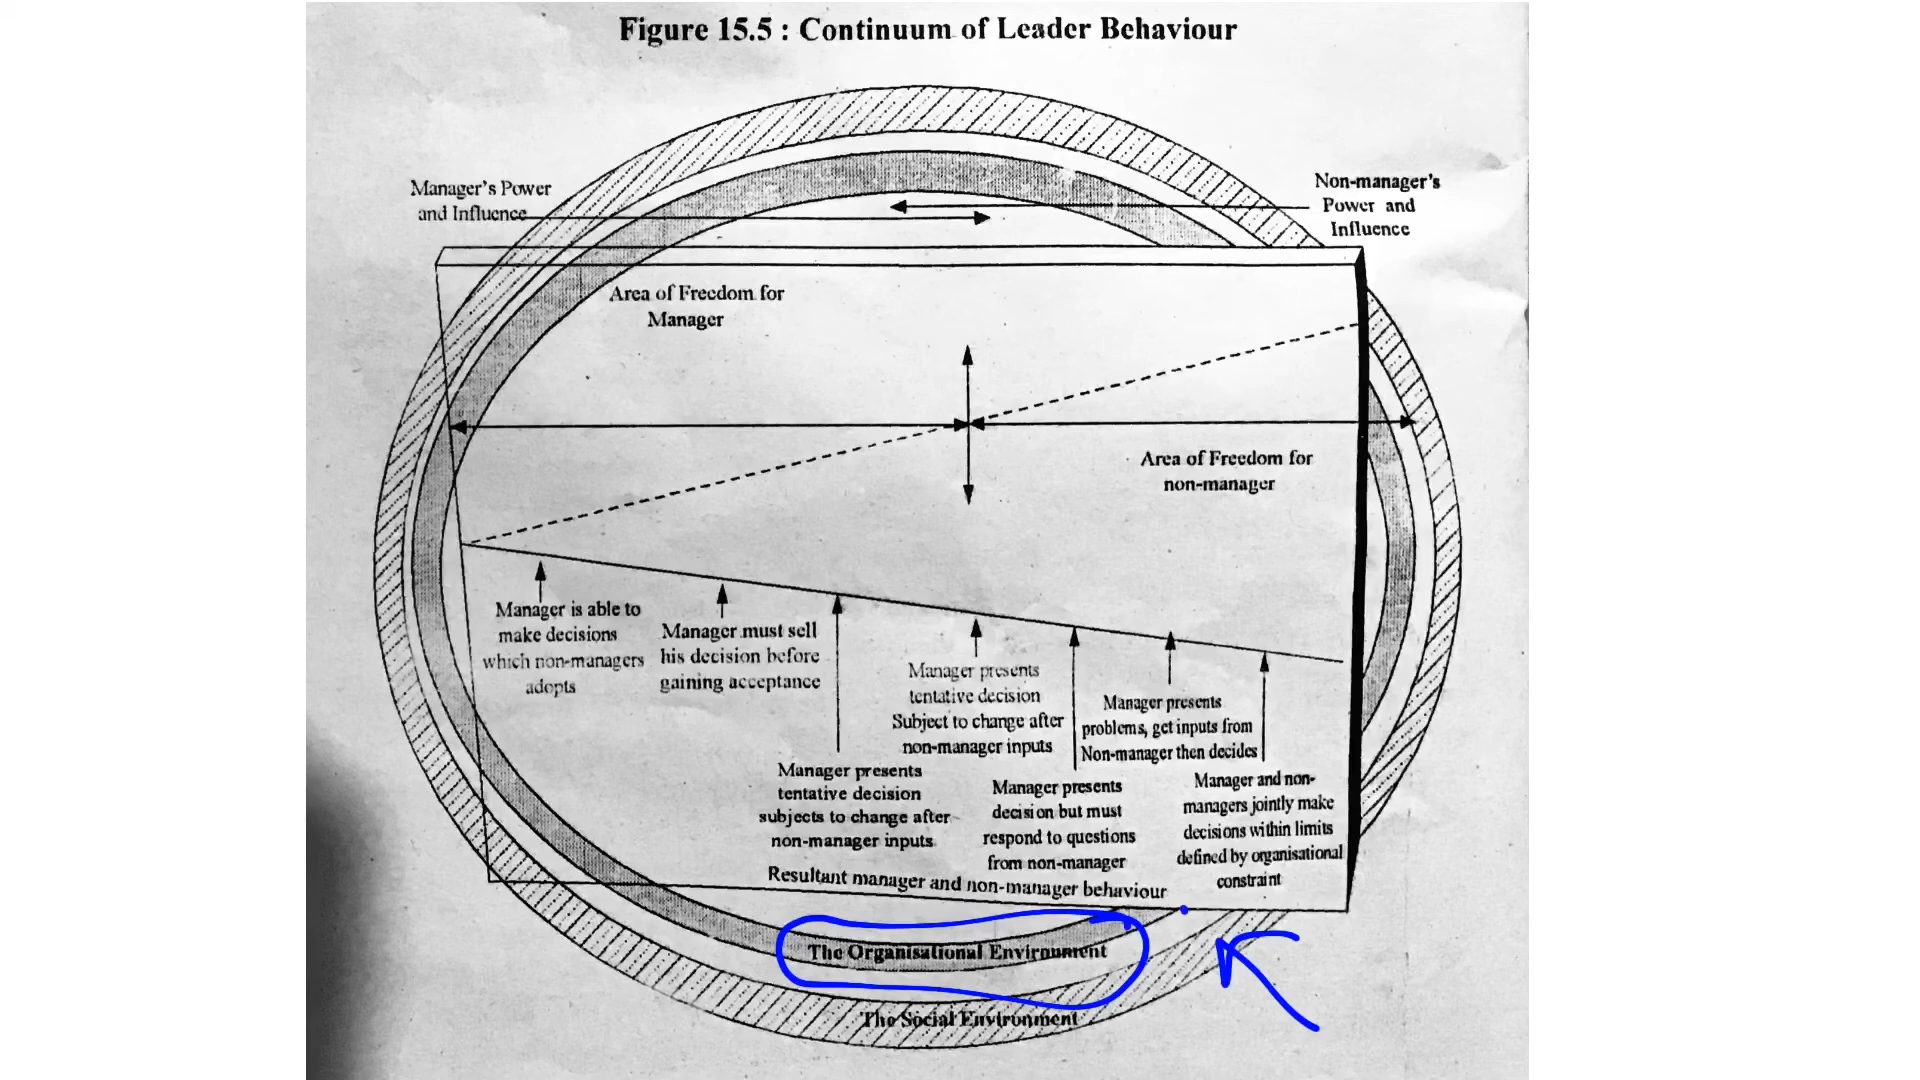 Figure 15.5 : Continuum of Leader Behaviour
Manager's Power
and Influence
Non-manager's
Power and
Influence
Area of Freedom for
Manager
Area of Freedom for
non-manager
Manager is able to
make decisions
which non-managers
adopts
Manager must sell
his decision before
gaining acceptance
Manager presents
tentative decision
subjects to change after
non-manager inputs
Manager presents
tentative decision
Subject to change after
non-manager inputs
Manager presents
decision but must
respond to questions
from non-manager
Manager presents
problems, get inputs from
Non-manager then decides
Manager and non-
managers jointly make
decisions within limits
defined by organisational
constraint
Resultant manager and non-manager behaviour
The Organisational Environment
The Social Environment